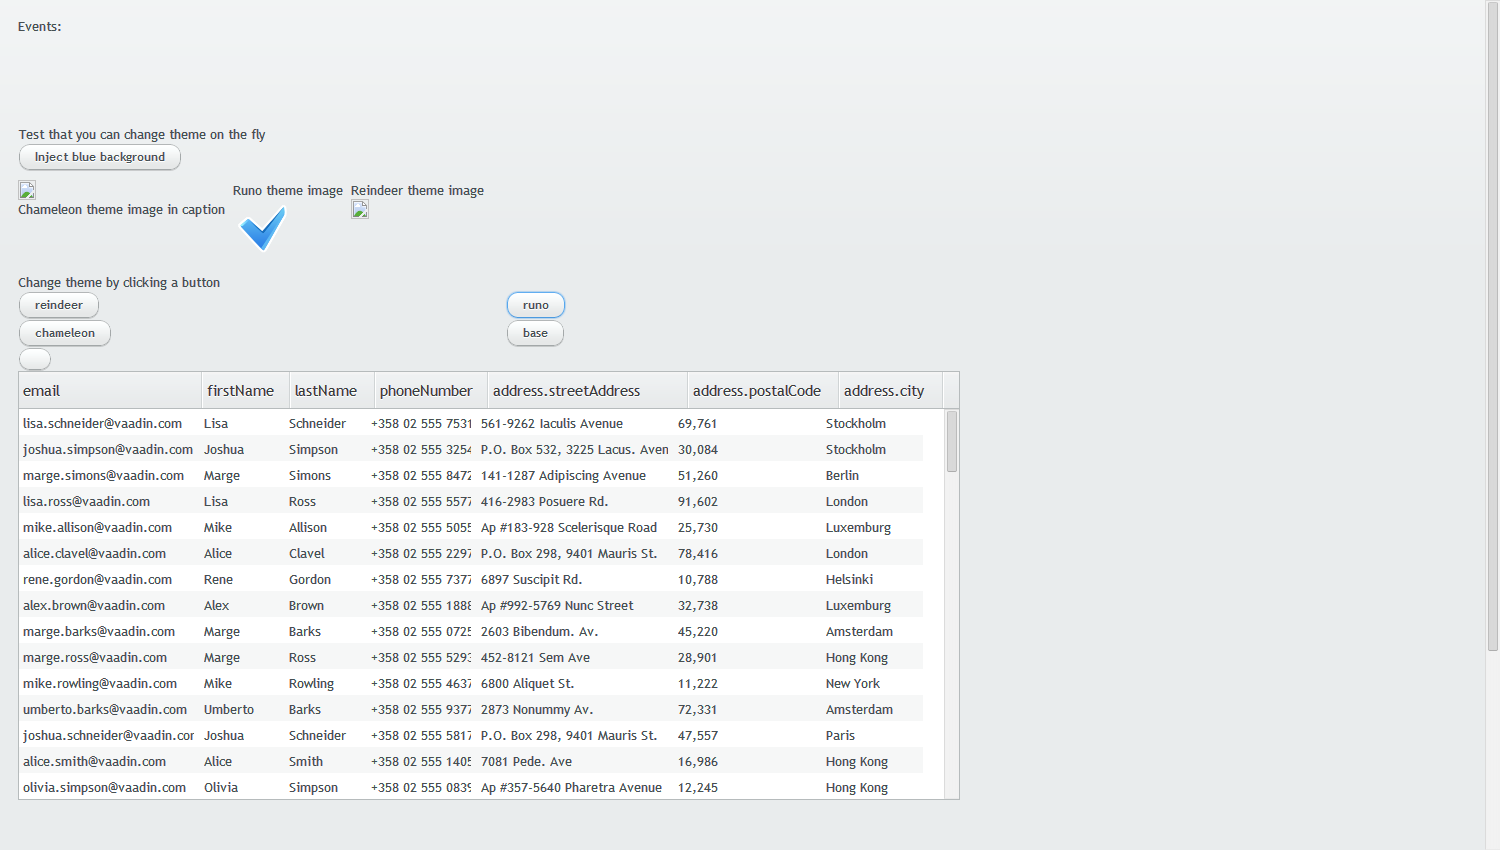 Events:
Test that you can change theme on the fly
Inject blue background
Runo theme image Reindeer theme image
Chameleon theme image in caption
Change theme by clicking a button
reindeer runo
chameleon base
email firstName lastName phoneNumber address.streetAddress address.postalCode address.city
lisa.schneider@vaadin.com Lisa Schneider +358 02 555 7531 561-9262 Iaculis Avenue 69,761 Stockholm
joshua.simpson@vaadin.com Joshua Simpson +358 02 555 3254 P.O. Box 532, 3225 Lacus. Aven 30,084 Stockholm
marge.simons@vaadin.com Marge Simons +358 02 555 8472 141-1287 Adipiscing Avenue 51,260 Berlin
lisa.ross@vaadin.com Lisa Ross +358 02 555 5577 416-2983 Posuere Rd. 91,602 London
mike.allison@vaadin.com Mike Allison +358 02 555 5055 Ap #183-928 Scelerisque Road 25,730 Luxemburg
alice.clavel@vaadin.com Alice Clavel +358 02 555 2297 P.O. Box 298, 9401 Mauris St. 78,416 London
rene.gordon@vaadin.com Rene Gordon +358 02 555 7377 6897 Suscipit Rd. 10,788 Helsinki
alex.brown@vaadin.com Alex Brown +358 02 555 1888 Ap #992-5769 Nunc Street 32,738 Luxemburg
marge.barks@vaadin.com Marge Barks +358 02 555 0725 2603 Bibendum. Av. 45,220 Amsterdam
marge.ross@vaadin.com Marge Ross +358 02 555 5293 452-8121 Sem Ave 28,901 Hong Kong
mike.rowling@vaadin.com Mike Rowling +358 02 555 4637 6800 Aliquet St. 11,222 New York
umberto.barks@vaadin.com Umberto Barks +358 02 555 9377 2873 Nonummy Av. 72,331 Amsterdam
joshua.schneider@vaadin.cor Joshua Schneider +358 02 555 5817 P.O. Box 298, 9401 Mauris St. 47,557 Paris
alice.smith@vaadin.com Alice Smith +358 02 555 1405 7081 Pede. Ave 16,986 Hong Kong
olivia.simpson@vaadin.com Olivia Simpson +358 02 555 0839 Ap #357-5640 Pharetra Avenue 12,245 Hong Kong